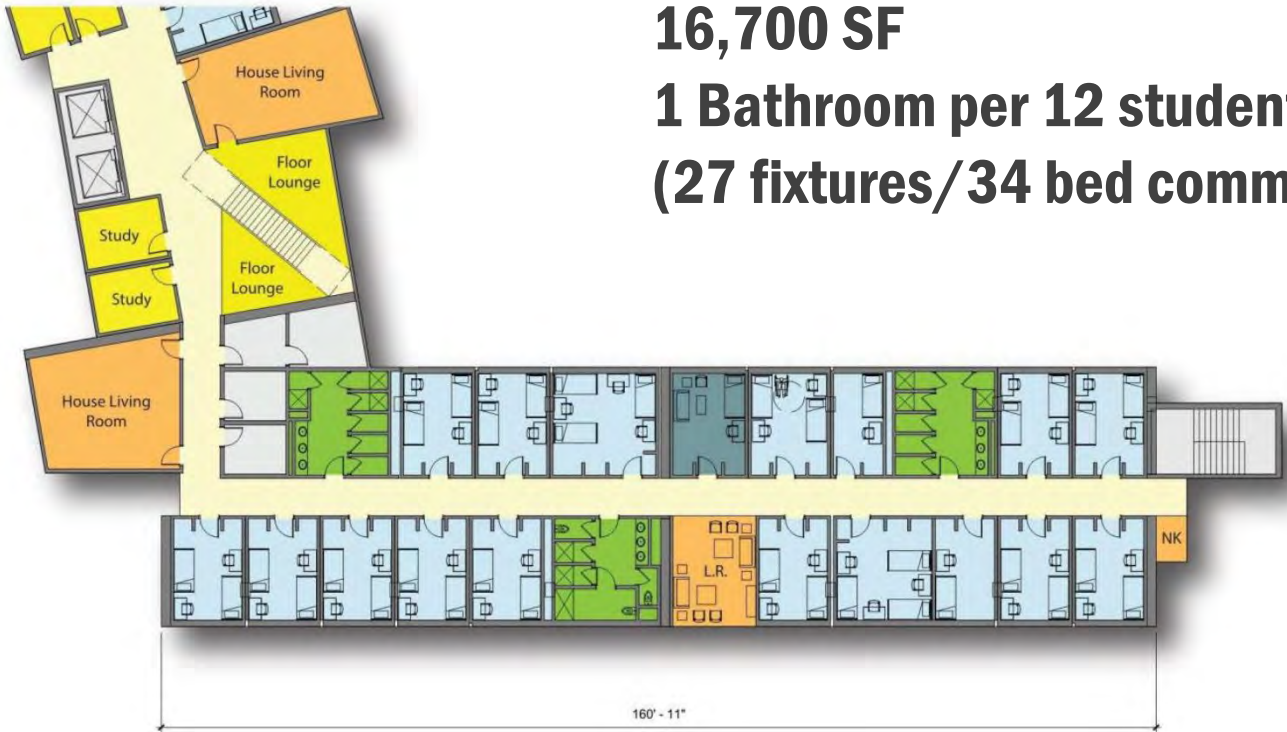 16,700 SF
1 Bathroom per 12 studen
(27 fixtures/34 bed comm
House Living
Room
Floor
Lounge
Study
Floor
Lounge
Study
House Living
Room
L.R.
NK
160' - 11"